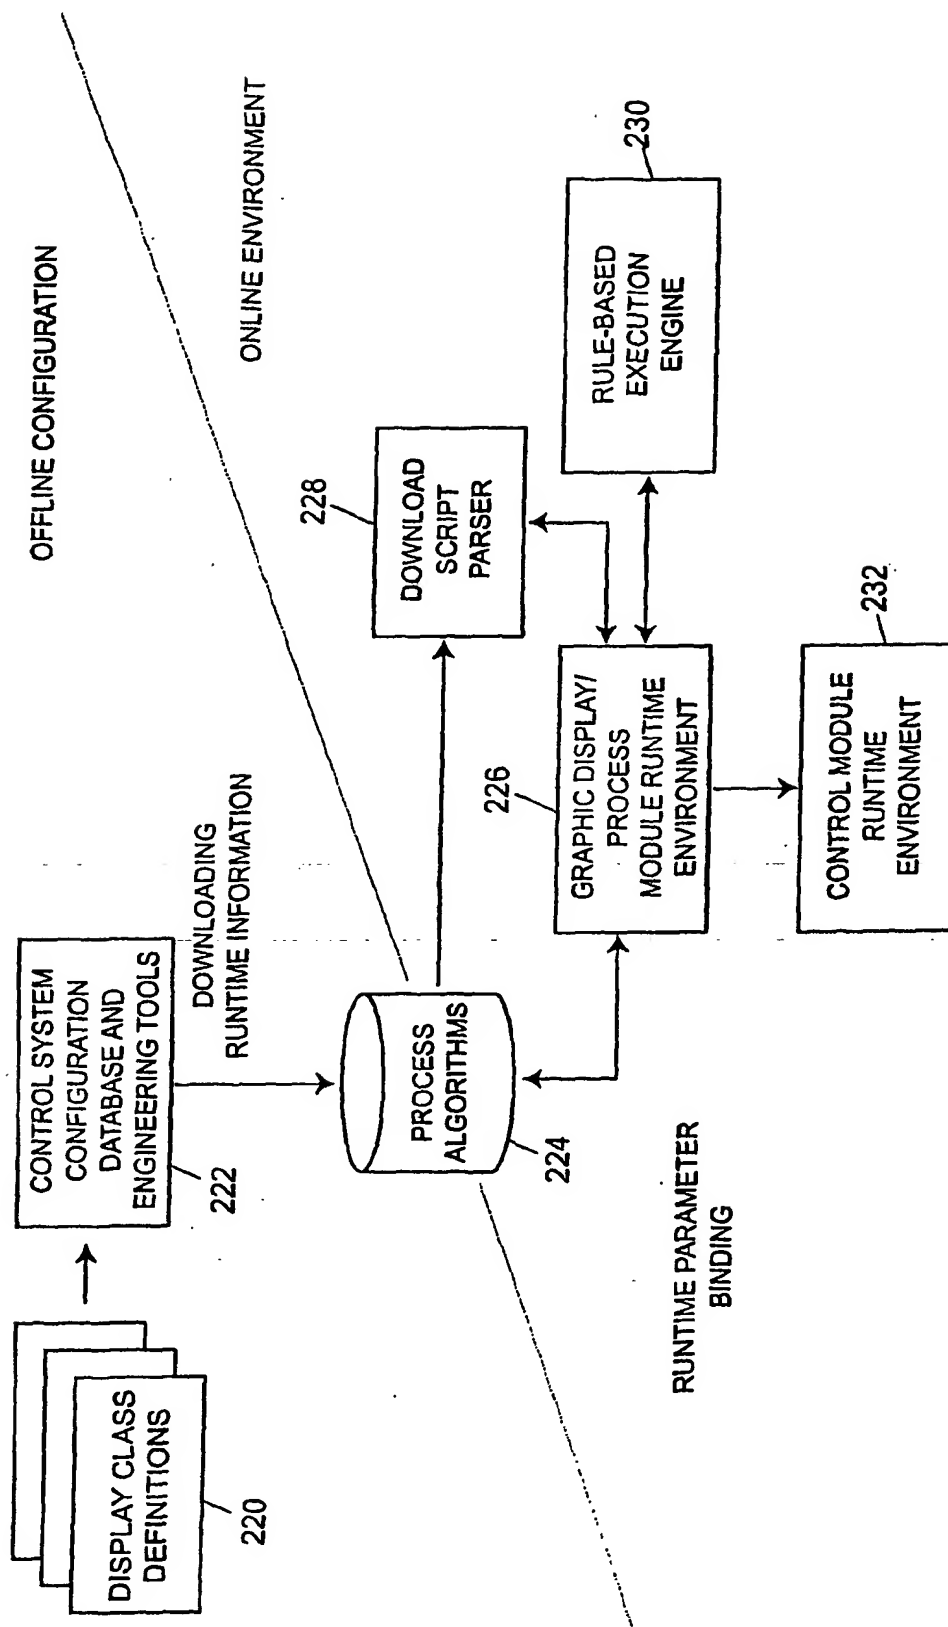 OFFLINE CONFIGURATION
ONLINE ENVIRONMENT
DISPLAY CLASS
DEFINITIONS
220
CONTROL SYSTEM
CONFIGURATION
DATABASE AND
ENGINEERING TOOLS
222
DOWNLOADING
RUNTIME INFORMATION
PROCESS
ALGORITHMS
224
228
DOWNLOAD
SCRIPT
PARSER
226
GRAPHIC DISPLAY/
PROCESS
MODULE RUNTIME
ENVIRONMENT
RULE-BASED
EXECUTION
ENGINE
230
RUNTIME PARAMETER
BINDING
CONTROL MODULE
RUNTIME
ENVIRONMENT
232